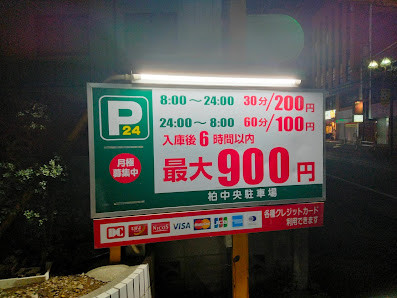 P 24
8:00～24:00 30分/200円
24:00～8:00 60分/100円
入庫後6時間以内
月極
募集中
最大900円
柏中央駐車場
DC
NICOS
VISA
各種クレジットカード
利用できます